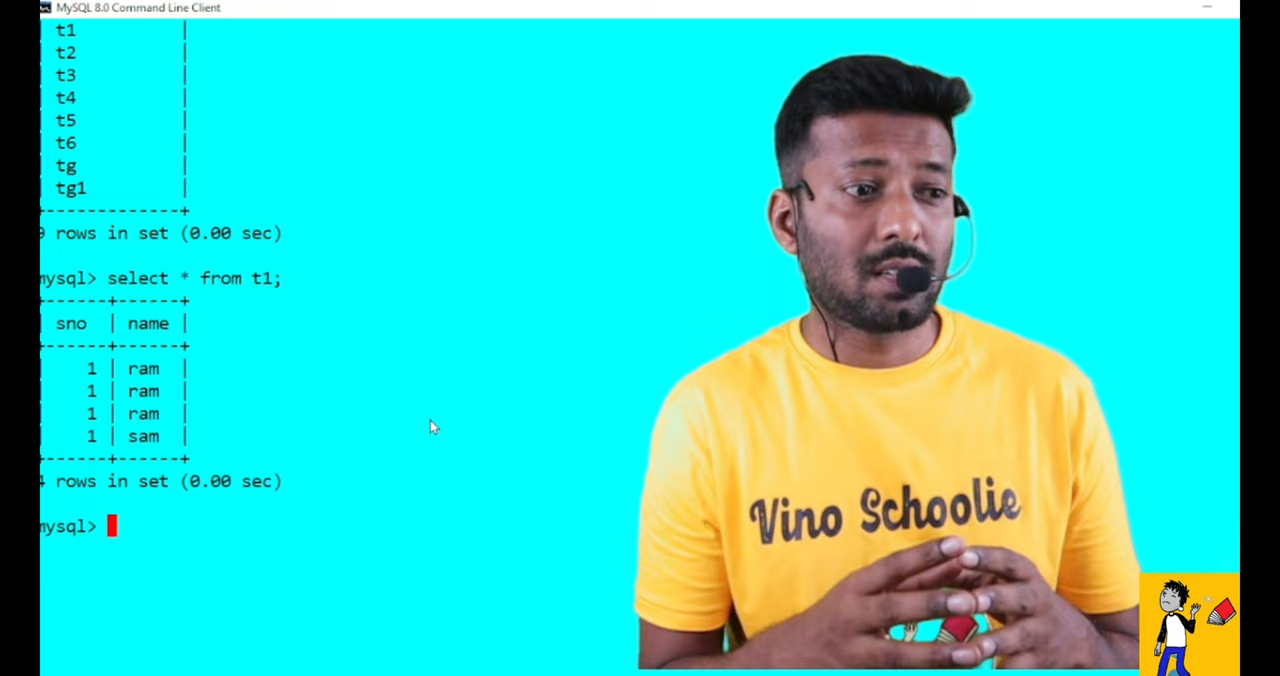 MySQL 8.0 Command Line Client
| t1 |
| t2 |
| t3 |
| t4 |
| t5 |
| t6 |
| tg |
| tg1 |
+------------+
9 rows in set (0.00 sec)
mysql> select * from t1;
+------+------+
| sno | name |
+------+------+
| 1 | ram |
| 1 | ram |
| 1 | ram |
| 1 | sam |
+------+------+
4 rows in set (0.00 sec)
mysql>
Vino Schoolie